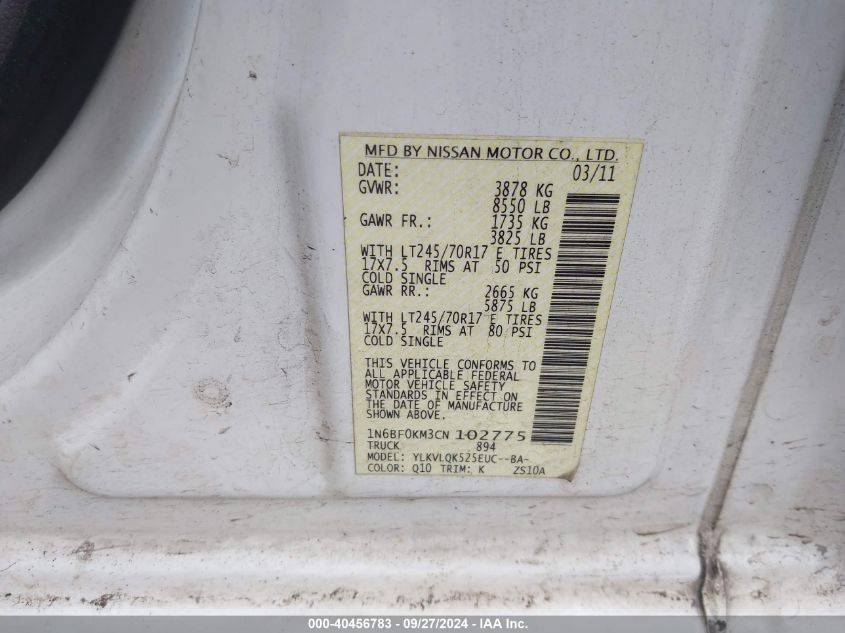 MFD BY NISSAN MOTOR CO., LTD.
DATE: 03/11
GVWR: 3878 KG
8550 LB
GAWR FR.: 1735 KG
3825 LB
WITH LT245/70R17 E TIRES
17X7.5 RIMS AT 50 PSI
COLD SINGLE
GAWR RR.: 2665 KG
5875 LB
WITH LT245/70R17 E TIRES
17X7.5 RIMS AT 80 PSI
COLD SINGLE
THIS VEHICLE CONFORMS TO
ALL APPLICABLE FEDERAL
MOTOR VEHICLE SAFETY
STANDARDS IN EFFECT ON
THE DATE OF MANUFACTURE
SHOWN ABOVE.
1N6BF0KM3CN 102775
TRUCK 894
MODEL: YLKVLQK525EUC--BA-
COLOR: Q10 TRIM: K ZS10A
000-40456783 - 09/27/2024 - IAA Inc.